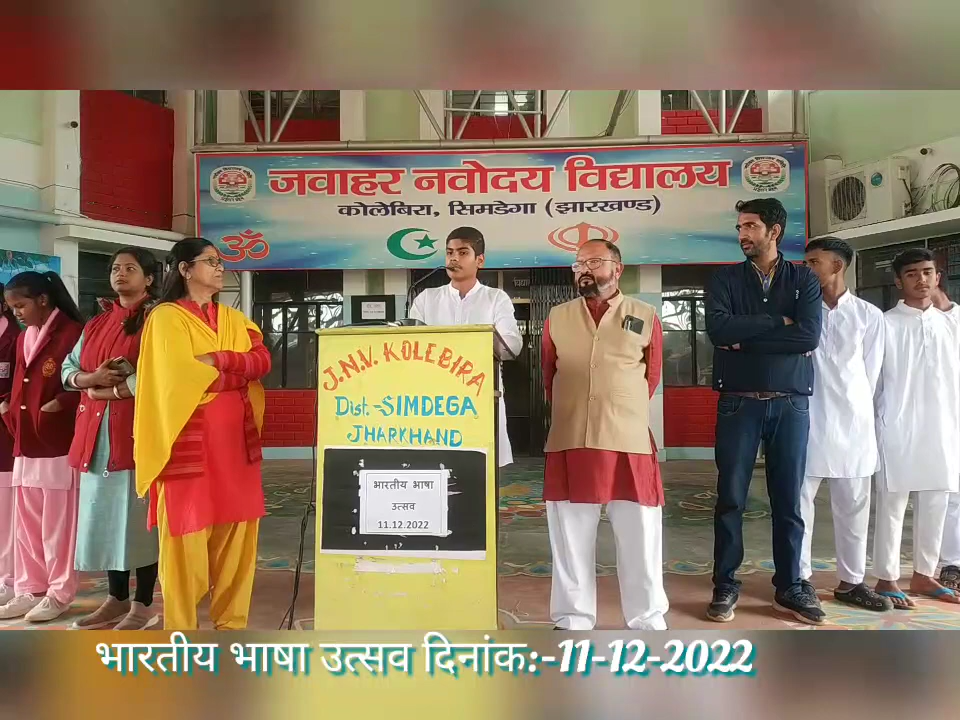 जवाहर नवोदय विद्यालय
कोलेबिरा, सिमडेगा (झारखण्ड)
J.N.V. KOLEBIRA
Dist.-SIMDEGA
JHARKHAND
भारतीय भाषा
उत्सव
11.12.2022
भारतीय भाषा उत्सव दिनांक:-11-12-2022